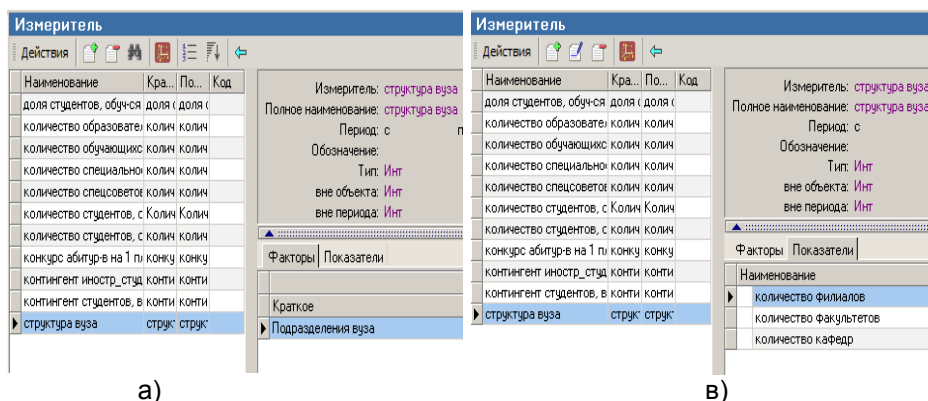 Измеритель
Действия
Наименование Кра... По... Код
доля студентов, обуч-ся доля ( доля (
количество образовате колич колич
количество обучающихс колич колич
количество специально колич колич
количество спецсоветов колич колич
количество студентов, с Колич Колич
количество студентов, с колич колич
конкурс абитур-в на 1 п конку конку
контингент иностр_студ конти конти
контингент студентов, в конти конти
структура вуза струк структ
Измеритель: структура вуза
Полное наименование: структура вуза
Период: с п
Обозначение:
Тип: Инт
вне объекта: Инт
вне периода: Инт
Факторы Показатели
Краткое
Подразделения вуза
а)
Измеритель
Действия
Наименование Кра... По... Код
доля студентов, обуч-ся доля ( доля (
количество образовате колич колич
количество обучающихс колич колич
количество специально колич колич
количество спецсоветов колич колич
количество студентов, с Колич Колич
количество студентов, с колич колич
конкурс абитур-в на 1 п конку конку
контингент иностр_студ конти конти
контингент студентов, в конти конти
структура вуза структ структ
Измеритель: структура вуза
Полное наименование: структура вуза
Период: с
Обозначение:
Тип: Инт
вне объекта: Инт
вне периода: Инт
Факторы Показатели
Наименование
количество филиалов
количество факультетов
количество кафедр
в)